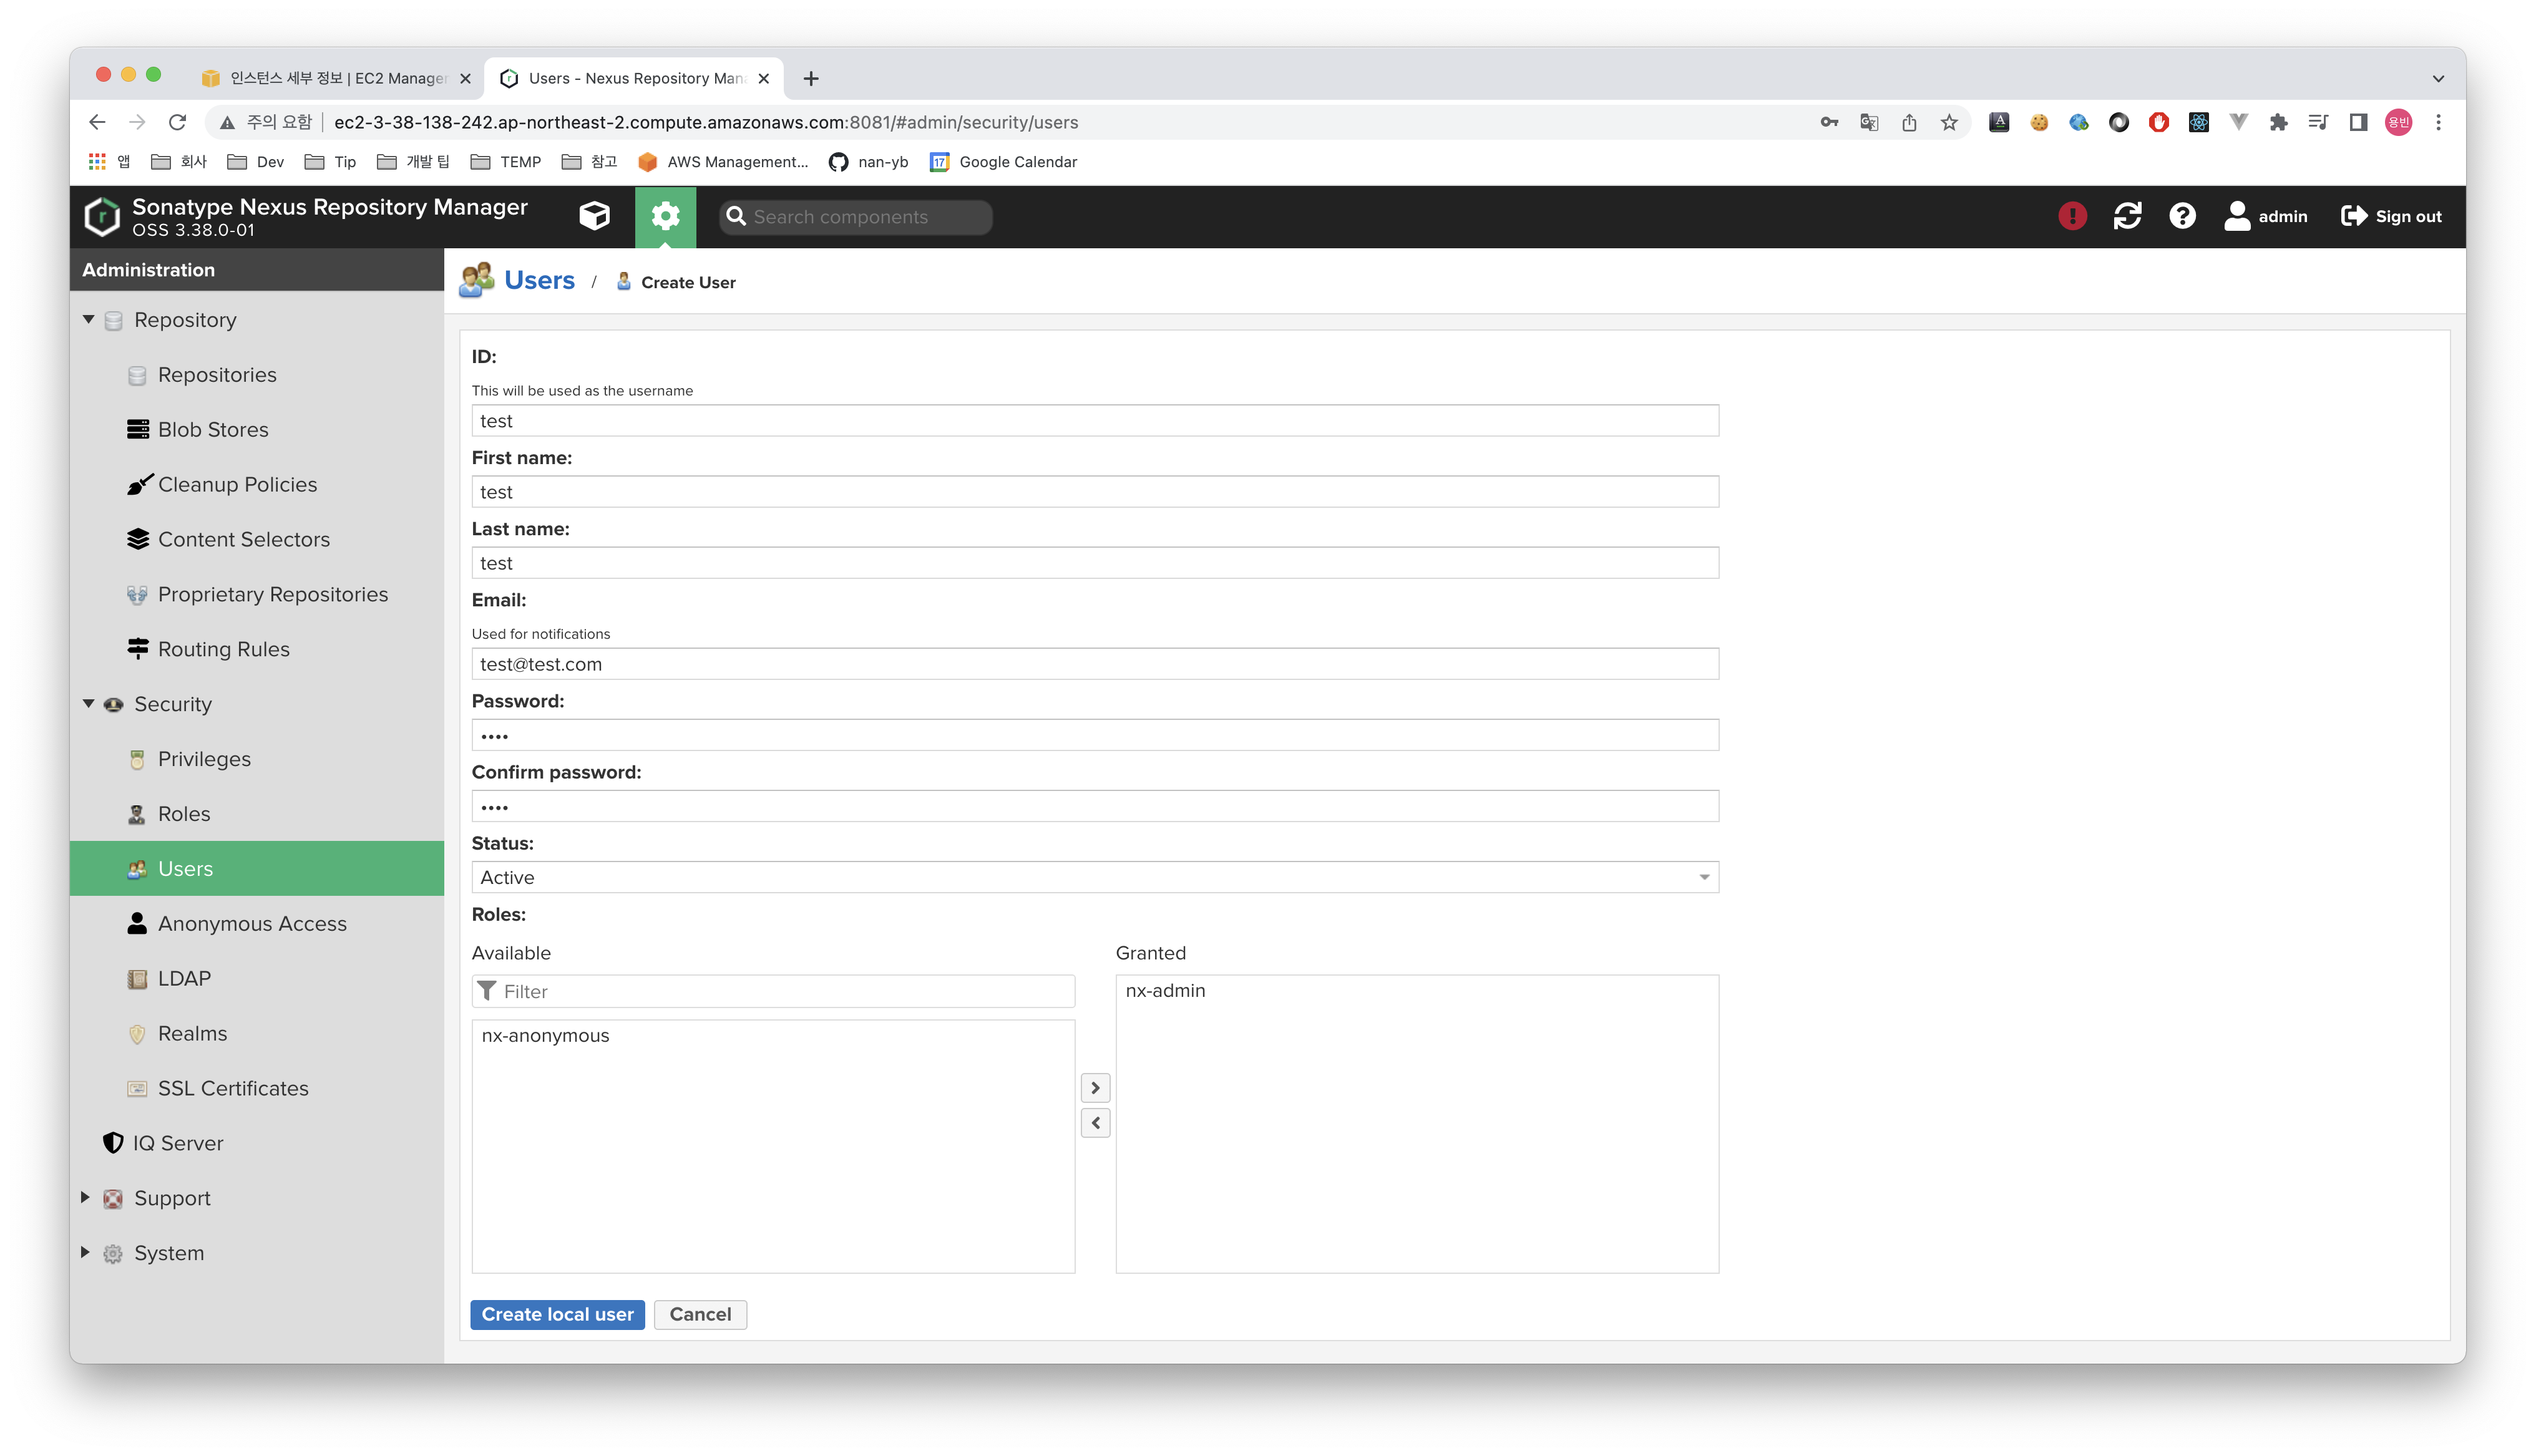 인스턴스 세부 정보 | EC2 Manager
Users - Nexus Repository Mana
주의 요함
ec2-3-38-138-242.ap-northeast-2.compute.amazonaws.com:8081/#admin/security/users
용빈
앱
회사
Dev
Tip
개발 팁
TEMP
참고
AWS Management...
nan-yb
17
Google Calendar
Sonatype Nexus Repository Manager
OSS 3.38.0-01
Search components
admin
Sign out
Administration
Users / Create User
Repository
Repositories
Blob Stores
Cleanup Policies
Content Selectors
Proprietary Repositories
Routing Rules
Security
Privileges
Roles
Users
Anonymous Access
LDAP
Realms
SSL Certificates
IQ Server
Support
System
ID:
This will be used as the username
test
First name:
test
Last name:
test
Email:
Used for notifications
test@test.com
Password:
••••
Confirm password:
••••
Status:
Active
Roles:
Available
Granted
Filter
nx-admin
nx-anonymous
Create local user
Cancel